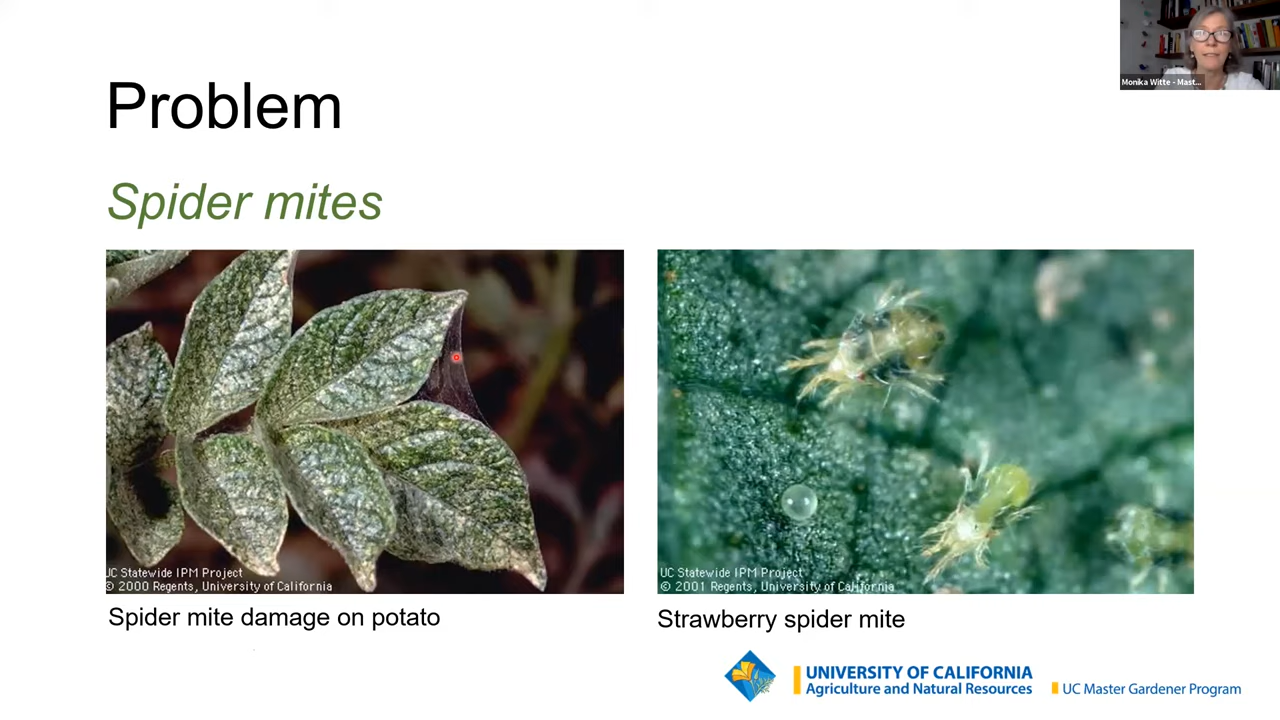 Monika Witte - Mast...
Problem
Spider mites
UC Statewide IPM Project
© 2000 Regents, University of California
UC Statewide IPM Project
© 2001 Regents, University of California
Spider mite damage on potato
Strawberry spider mite
UNIVERSITY OF CALIFORNIA
Agriculture and Natural Resources
UC Master Gardener Program